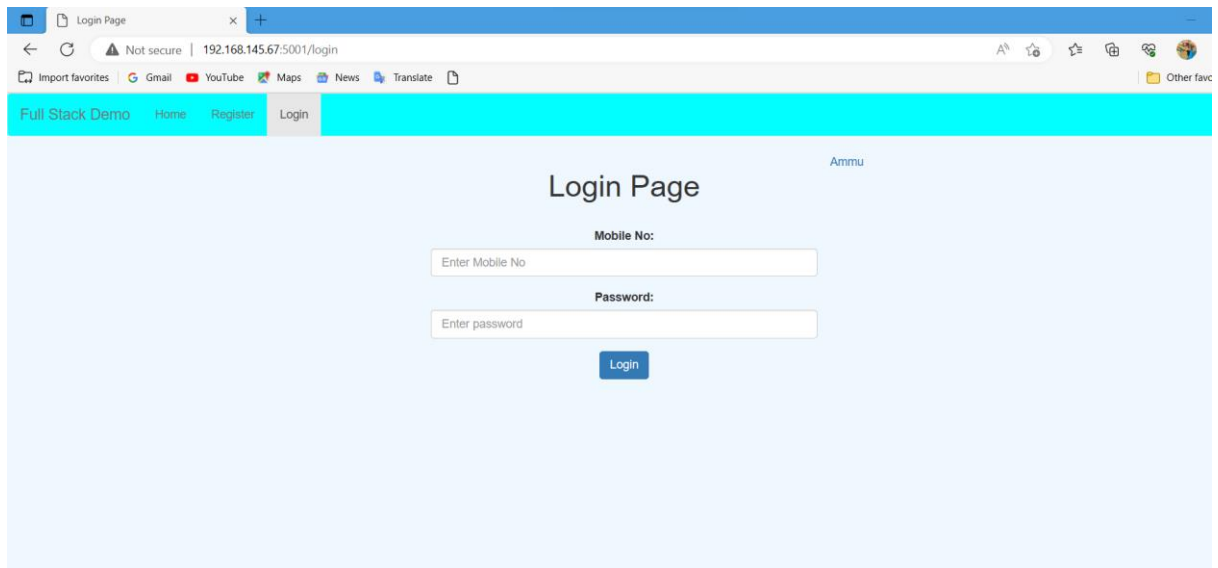 Login Page
Not secure | 192.168.145.67:5001/login
Import favorites G Gmail YouTube Maps News Translate Other favo
Full Stack Demo Home Register Login
Ammu
Login Page
Mobile No:
Enter Mobile No
Password:
Enter password
Login